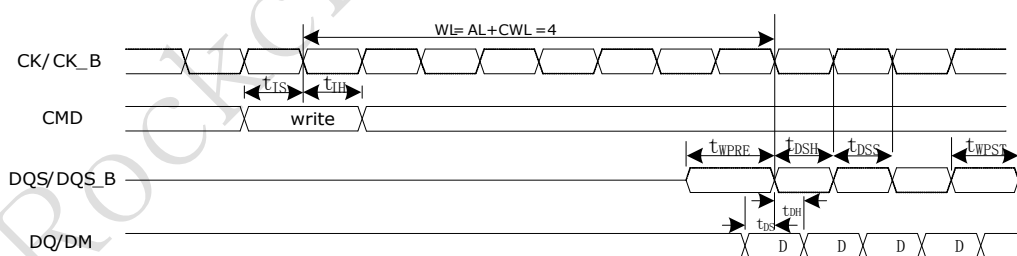 WL= AL+CWL =4
CK/CK_B
tIS tIH
CMD
write
tWPRE tDSH tDSS tWPST
DQS/DQS_B
tDH
tDS
DQ/DM
D D D D
Rockc